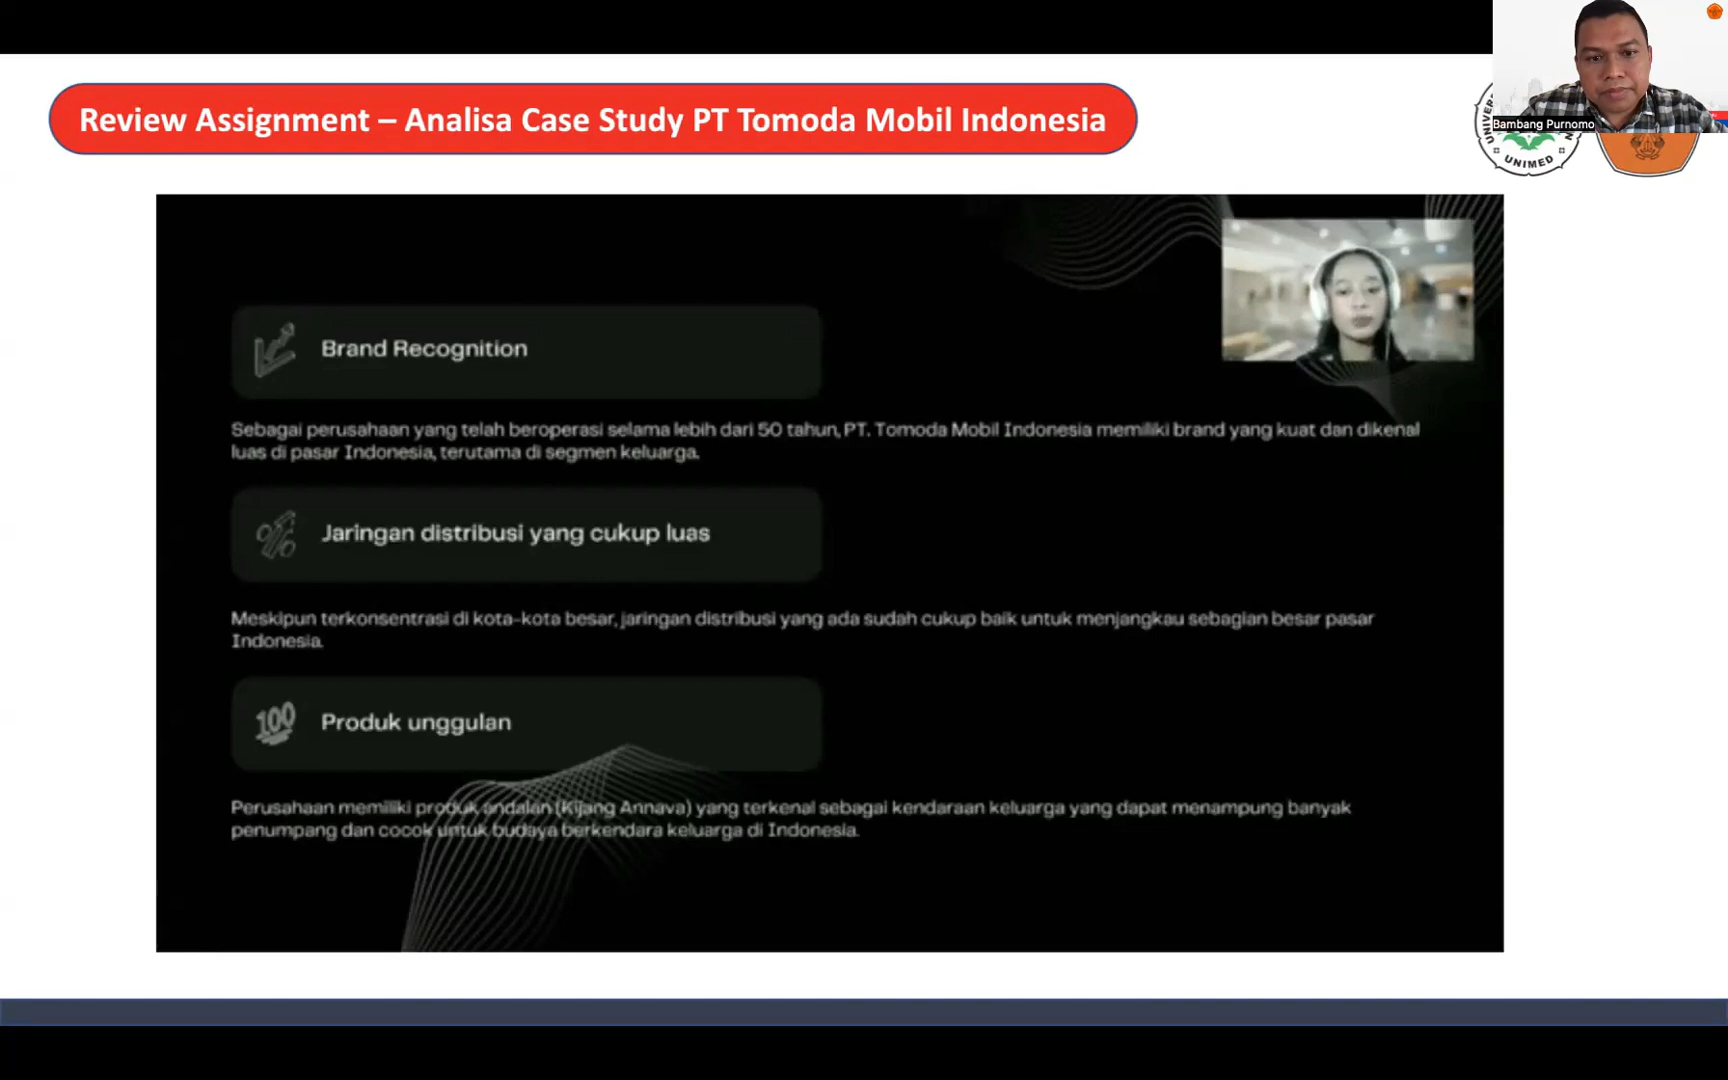 Review Assignment – Analisa Case Study PT Tomoda Mobil Indonesia
Bambang Purnomo
UNIMED
Brand Recognition
Sebagai perusahaan yang telah beroperasi selama lebih dari 50 tahun, PT. Tomoda Mobil Indonesia memiliki brand yang kuat dan dikenal
luas di pasar Indonesia, terutama di segmen keluarga.
Jaringan distribusi yang cukup luas
Meskipun terkonsentrasi di kota-kota besar, jaringan distribusi yang ada sudah cukup baik untuk menjangkau sebagian besar pasar
Indonesia.
100
Produk unggulan
Perusahaan memiliki produk andalan (Kijang Annava) yang terkenal sebagai kendaraan keluarga yang dapat menampung banyak
penumpang dan cocok untuk budaya berkendara keluarga di Indonesia.